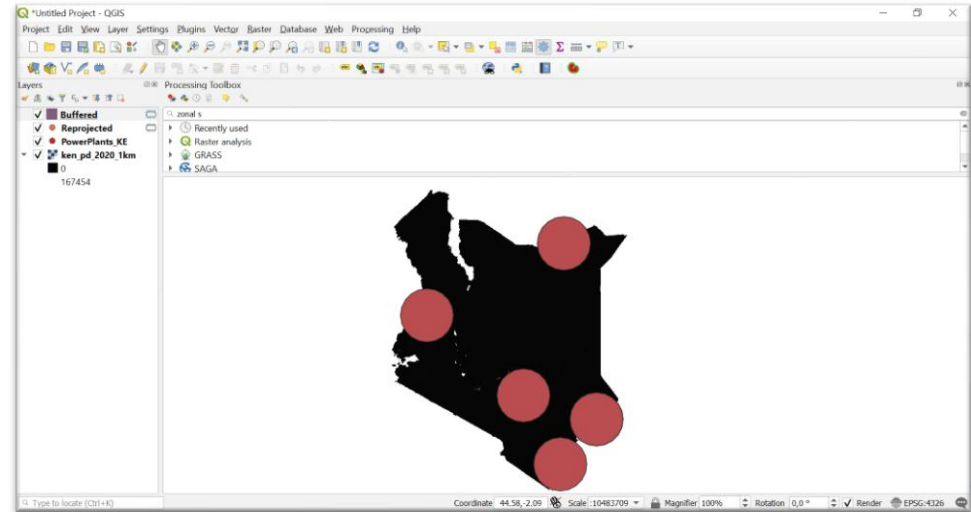 *Untitled Project - QGIS
Project Edit View Layer Settings Plugins Vector Raster Database Web Processing Help
Layers
Processing Toolbox
zonal s
Buffered
Reprojected
PowerPlants_KE
ken_pd_2020_1km
0
167454
Recently used
Raster analysis
GRASS
SAGA
Type to locate (Ctrl+K)
Coordinate 44.58,-2.09 Scale :10483709 Magnifier 100% Rotation 0,0 ° Render EPSG:4326